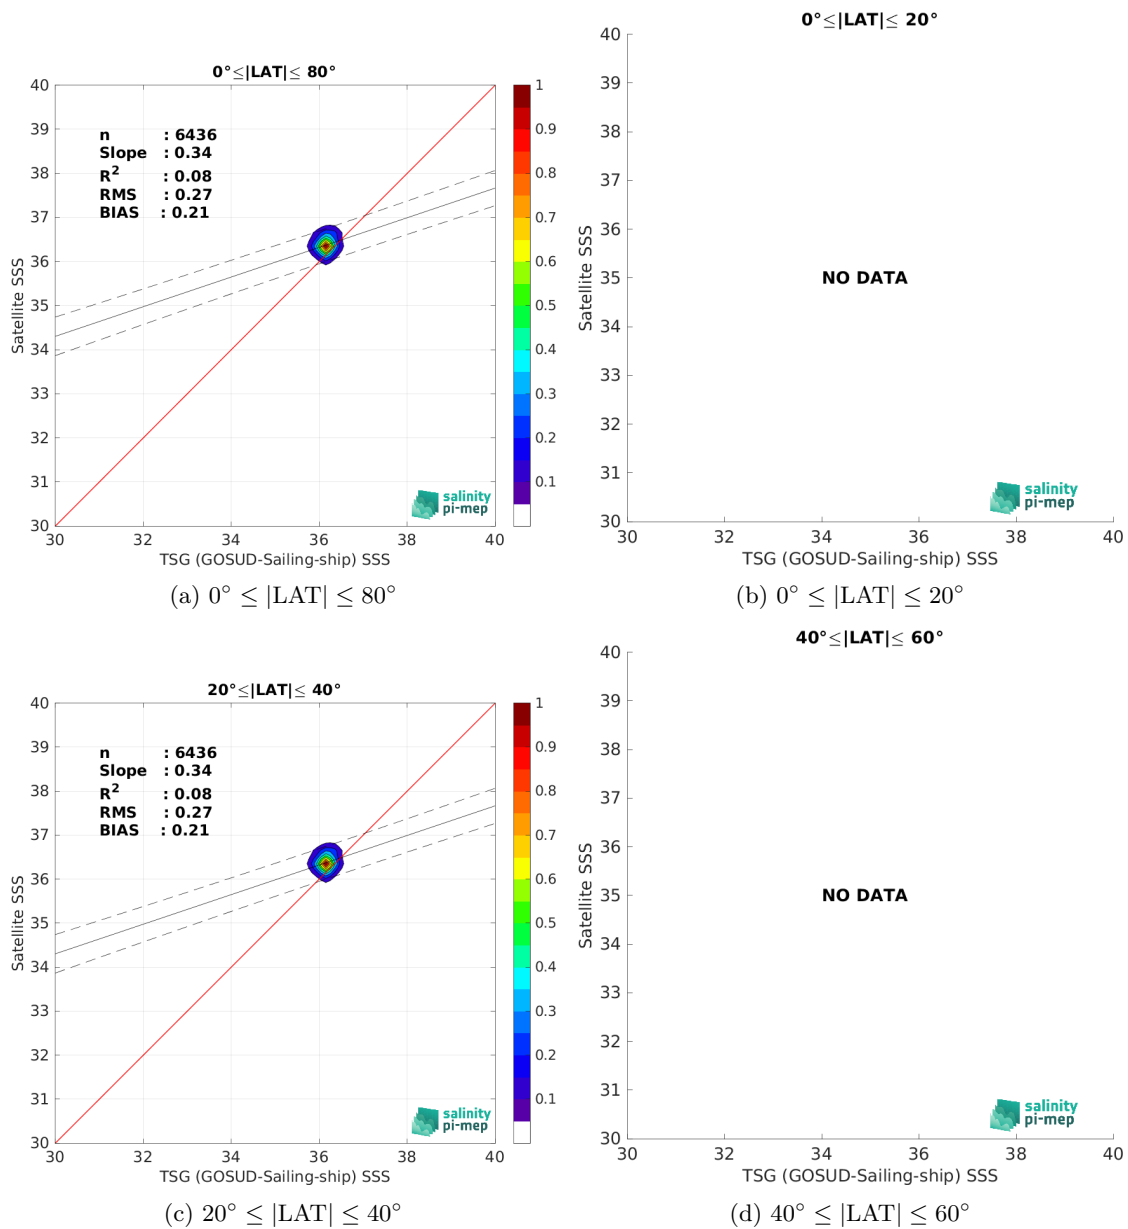 0°≤|LAT|≤ 80°
n : 6436
Slope : 0.34
R² : 0.08
RMS : 0.27
BIAS : 0.21
40
39
38
37
36
35
34
33
32
31
30
Satellite SSS
30 32 34 36 38 40
TSG (GOSUD-Sailing-ship) SSS
1
0.9
0.8
0.7
0.6
0.5
0.4
0.3
0.2
0.1
salinity
pi-mep
(a) 0° ≤ |LAT| ≤ 80°
0°≤|LAT|≤ 20°
40
39
38
37
36
35
34
33
32
31
30
Satellite SSS
NO DATA
salinity
pi-mep
30 32 34 36 38 40
TSG (GOSUD-Sailing-ship) SSS
(b) 0° ≤ |LAT| ≤ 20°
20°≤|LAT|≤ 40°
n : 6436
Slope : 0.34
R² : 0.08
RMS : 0.27
BIAS : 0.21
40
39
38
37
36
35
34
33
32
31
30
Satellite SSS
30 32 34 36 38 40
TSG (GOSUD-Sailing-ship) SSS
1
0.9
0.8
0.7
0.6
0.5
0.4
0.3
0.2
0.1
salinity
pi-mep
(c) 20° ≤ |LAT| ≤ 40°
40°≤|LAT|≤ 60°
40
39
38
37
36
35
34
33
32
31
30
Satellite SSS
NO DATA
salinity
pi-mep
30 32 34 36 38 40
TSG (GOSUD-Sailing-ship) SSS
(d) 40° ≤ |LAT| ≤ 60°